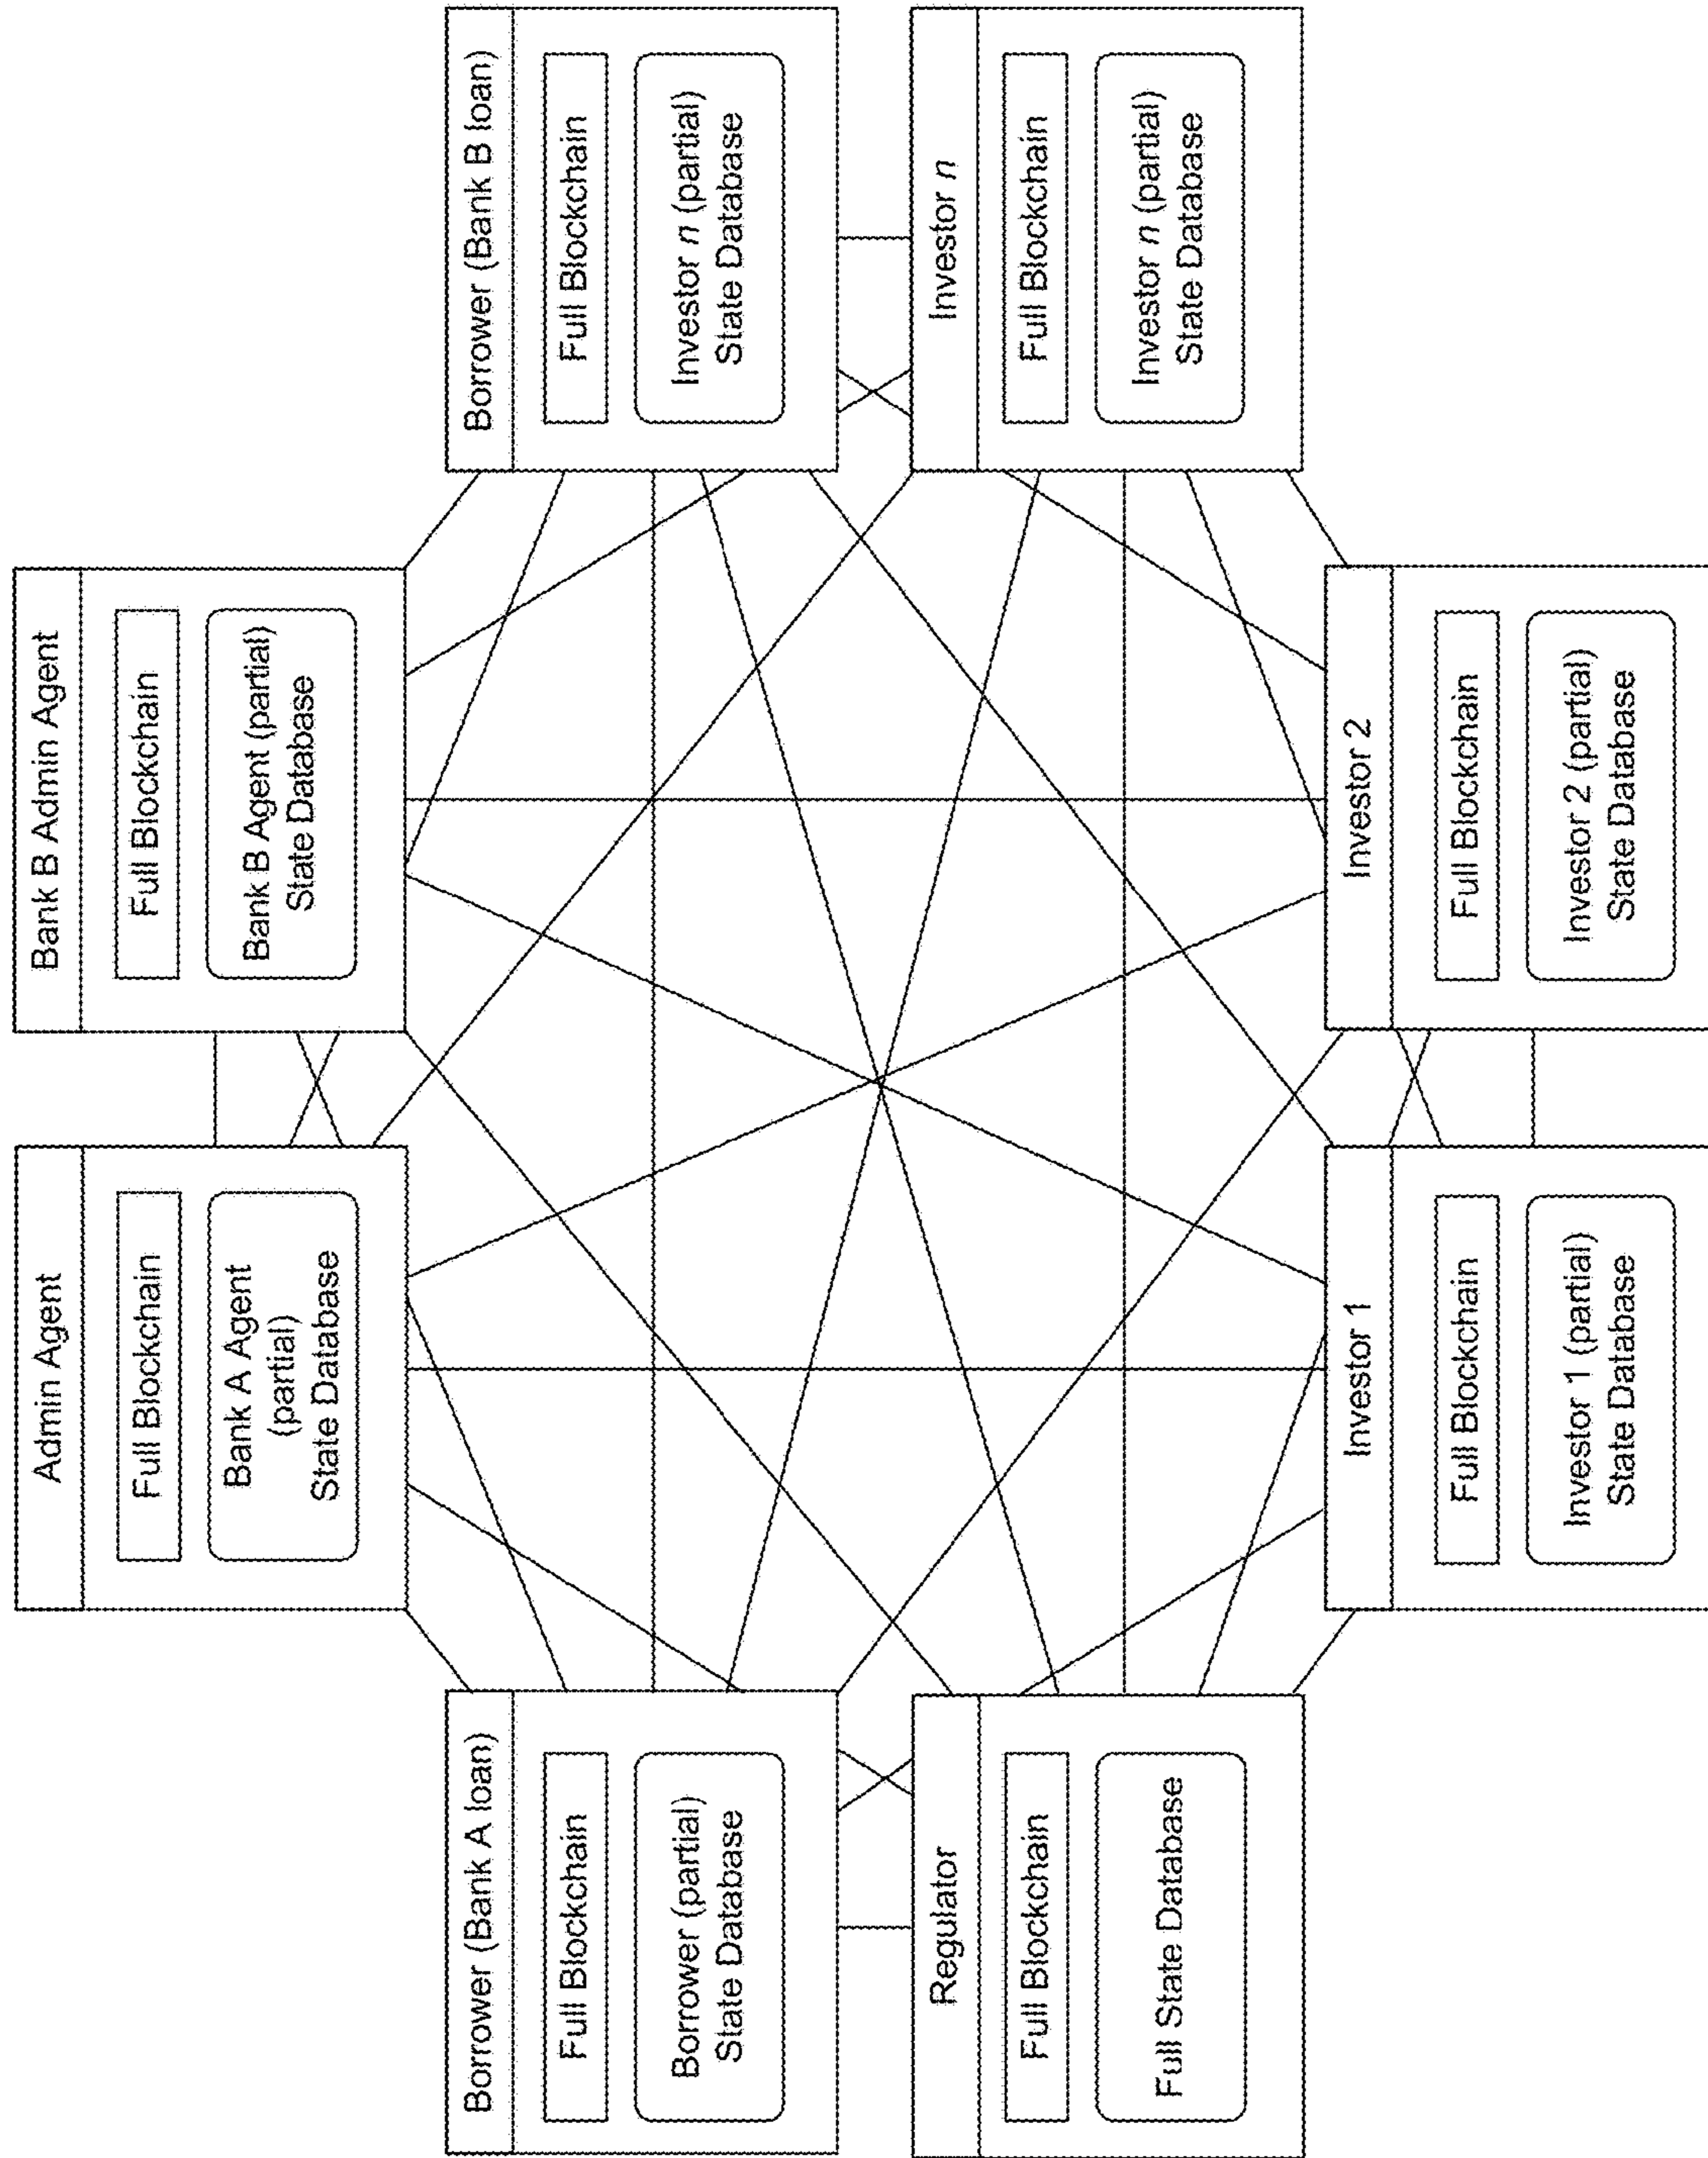 Admin Agent
Full Blockchain
Bank A Agent
(partial)
State Database
Bank B Admin Agent
Full Blockchain
Bank B Agent (partial)
State Database
Borrower (Bank A loan)
Full Blockchain
Borrower (partial)
State Database
Borrower (Bank B loan)
Full Blockchain
Investor n (partial)
State Database
Regulator
Full Blockchain
Full State Database
Investor n
Full Blockchain
Investor n (partial)
State Database
Investor 1
Full Blockchain
Investor 1 (partial)
State Database
Investor 2
Full Blockchain
Investor 2 (partial)
State Database